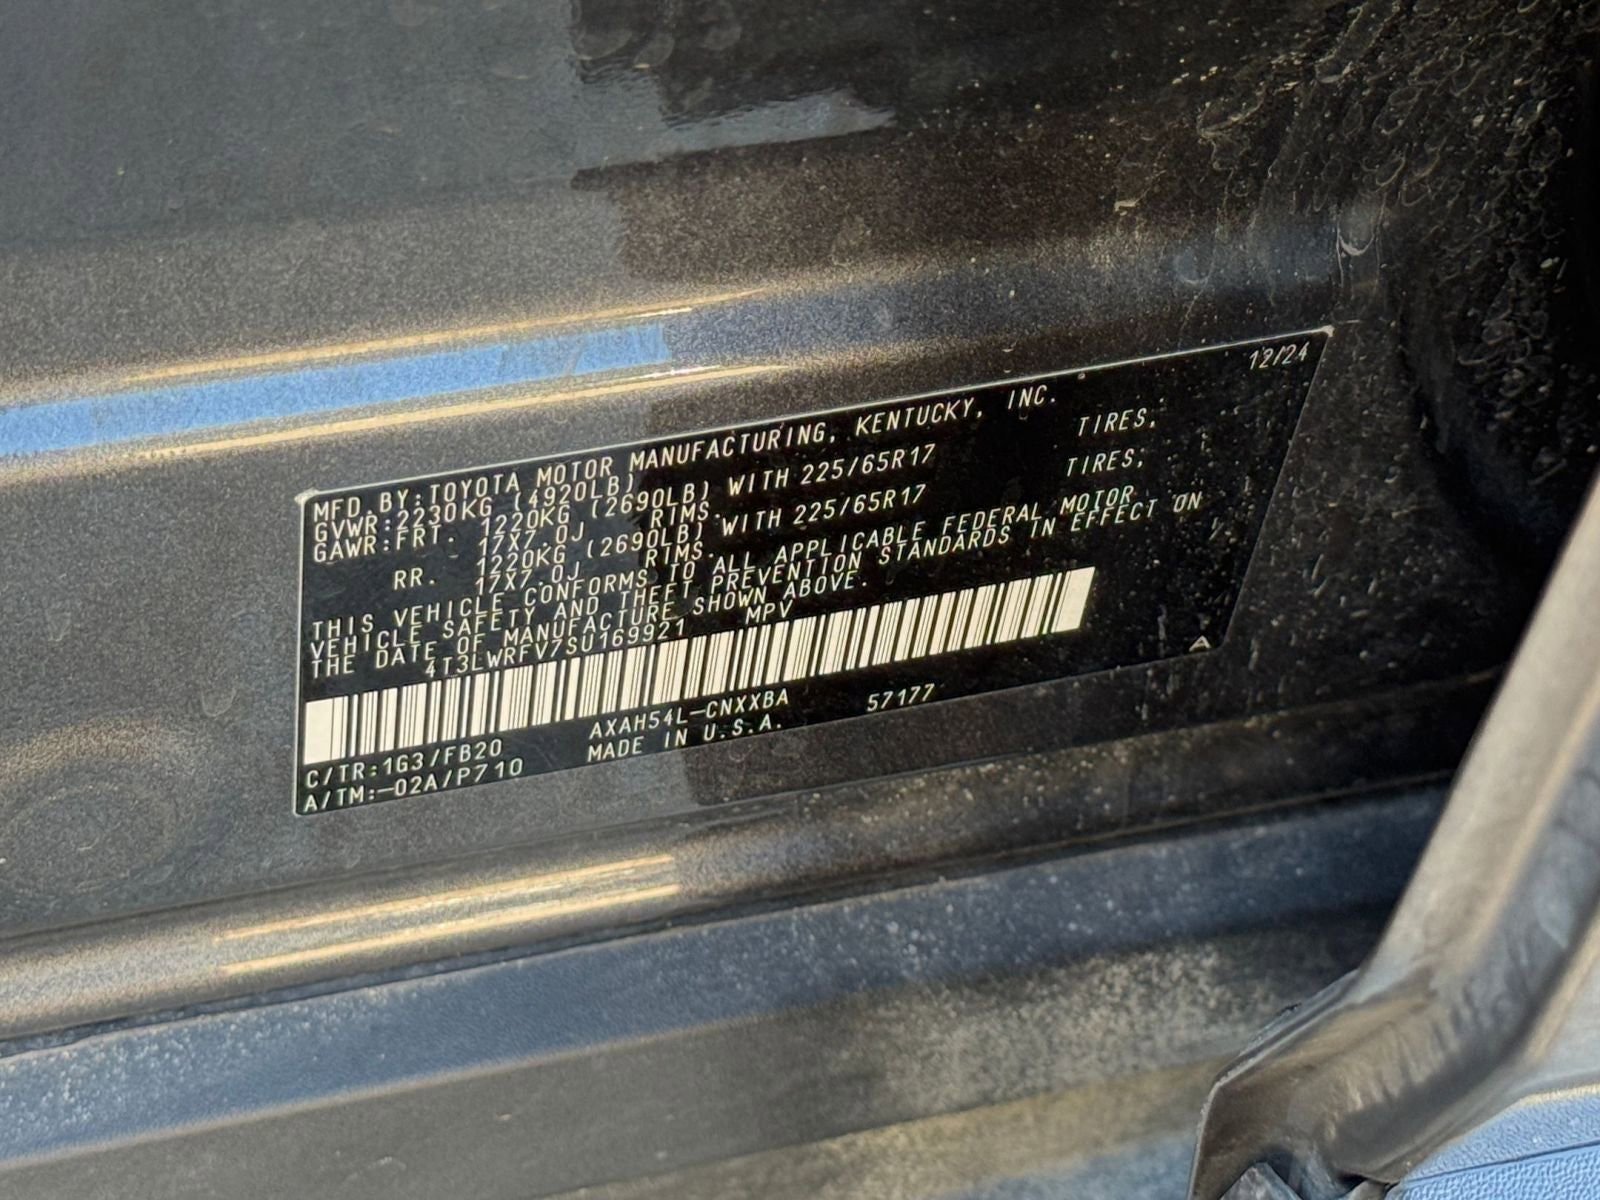 12/24
MFD.BY:TOYOTA MOTOR MANUFACTURING, KENTUCKY, INC.
GVWR:2230KG (4920LB)
GAWR:FRT. 1220KG (2690LB) WITH 225/65R17 TIRES,
17X7.0J RIMS.
RR. 1220KG (2690LB) WITH 225/65R17 TIRES,
17X7.0J RIMS.
THIS VEHICLE CONFORMS TO ALL APPLICABLE FEDERAL MOTOR
VEHICLE SAFETY AND THEFT PREVENTION STANDARDS IN EFFECT ON
THE DATE OF MANUFACTURE SHOWN ABOVE.
4T3LWRFV7SU169921 MPV
A
C/TR:1G3/FB20 AXAH54L-CNXXBA 57177
A/TM:-02A/P710 MADE IN U.S.A.